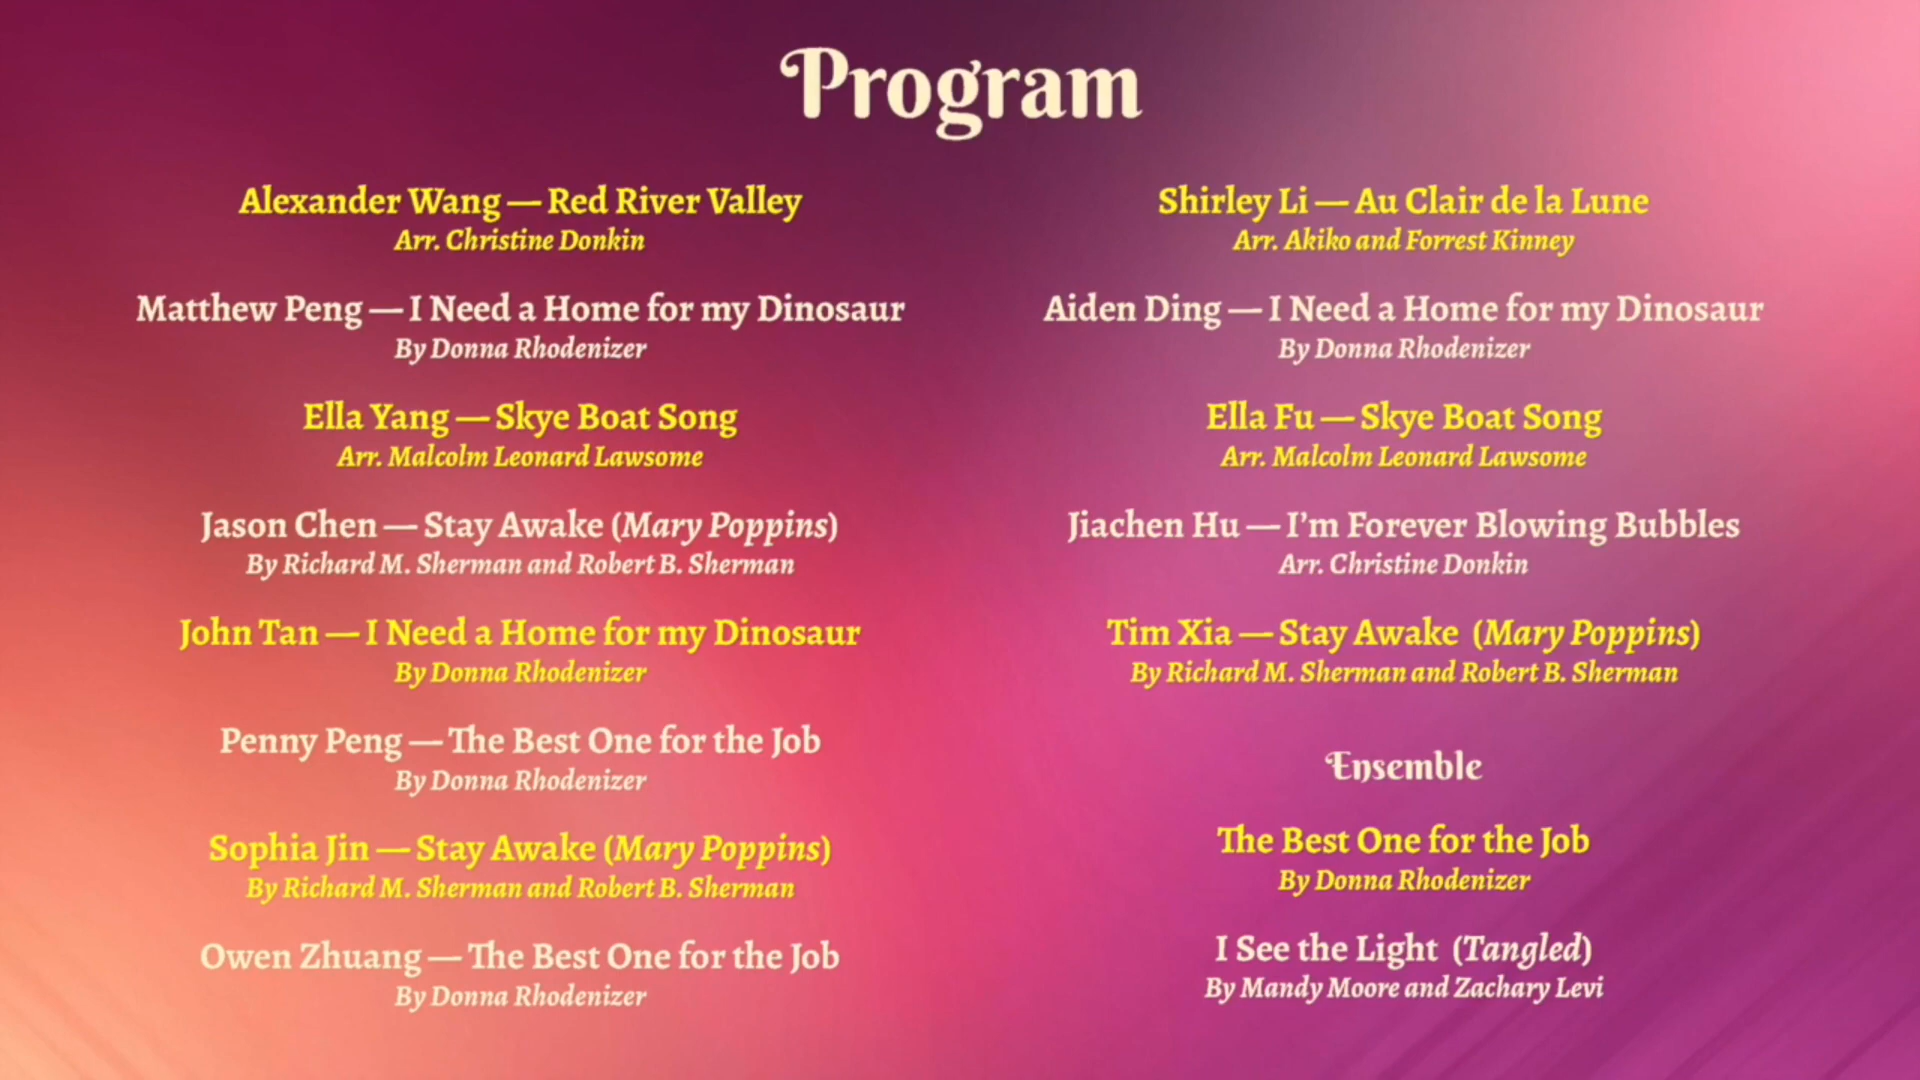 Program
Alexander Wang — Red River Valley
Arr. Christine Donkin
Matthew Peng — I Need a Home for my Dinosaur
By Donna Rhodenizer
Ella Yang — Skye Boat Song
Arr. Malcolm Leonard Lawsome
Jason Chen — Stay Awake (Mary Poppins)
By Richard M. Sherman and Robert B. Sherman
John Tan — I Need a Home for my Dinosaur
By Donna Rhodenizer
Penny Peng — The Best One for the Job
By Donna Rhodenizer
Sophia Jin — Stay Awake (Mary Poppins)
By Richard M. Sherman and Robert B. Sherman
Owen Zhuang — The Best One for the Job
By Donna Rhodenizer
Shirley Li — Au Clair de la Lune
Arr. Akiko and Forrest Kinney
Aiden Ding — I Need a Home for my Dinosaur
By Donna Rhodenizer
Ella Fu — Skye Boat Song
Arr. Malcolm Leonard Lawsome
Jiachen Hu — I’m Forever Blowing Bubbles
Arr. Christine Donkin
Tim Xia — Stay Awake (Mary Poppins)
By Richard M. Sherman and Robert B. Sherman
Ensemble
The Best One for the Job
By Donna Rhodenizer
I See the Light (Tangled)
By Mandy Moore and Zachary Levi